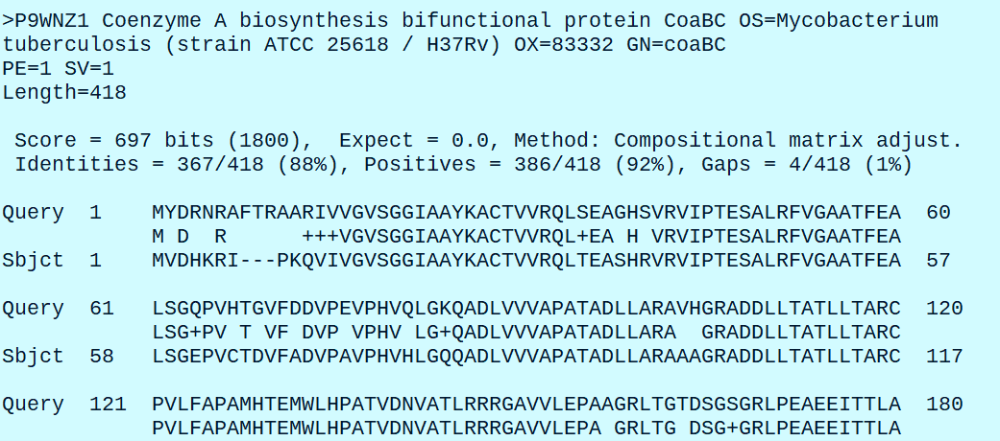 >P9WNZ1 Coenzyme A biosynthesis bifunctional protein CoaBC OS=Mycobacterium
tuberculosis (strain ATCC 25618 / H37Rv) OX=83332 GN=coaBC
PE=1 SV=1
Length=418
Score = 697 bits (1800),  Expect = 0.0, Method: Compositional matrix adjust.
Identities = 367/418 (88%), Positives = 386/418 (92%), Gaps = 4/418 (1%)
Query  1    MYDRNRAFTRAARIVVGVSGGIAAYKACTVVRQLSEAGHSVRVIPTESALRFVGAATFEA  60
            M D  R      +++VGVSGGIAAYKACTVVRQL+EA H VRVIPTESALRFVGAATFEA
Sbjct  1    MVDHKRI---PKQVIVGVSGGIAAYKACTVVRQLTEASHRVRVIPTESALRFVGAATFEA  57
Query  61   LSGQPVHTGVFDDVPEVPHVQLGKQADLVVVAPATADLLARAVHGRADDLLTATLLTARC  120
            LSG+PV T VF DVP VPHV LG+QADLVVVAPATADLLARA  GRADDLLTATLLTARC
Sbjct  58   LSGEPVCTDVFADVPAVPHVHLGQQADLVVVAPATADLLARAAAGRADDLLTATLLTARC  117
Query  121  PVLFAPAMHTEMWLHPATVDNVATLRRRGAVVLEPAAGRLTGTDSGSGRLPEAEEITTLA  180
            PVLFAPAMHTEMWLHPATVDNVATLRRRGAVVLEPA GRLTG DSG+GRLPEAEEITTLA